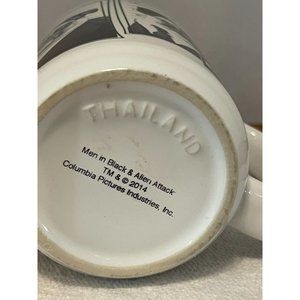 THAILAND
Men in Black & Alien Attack
TM & © 2014
Columbia Pictures Industries, Inc.